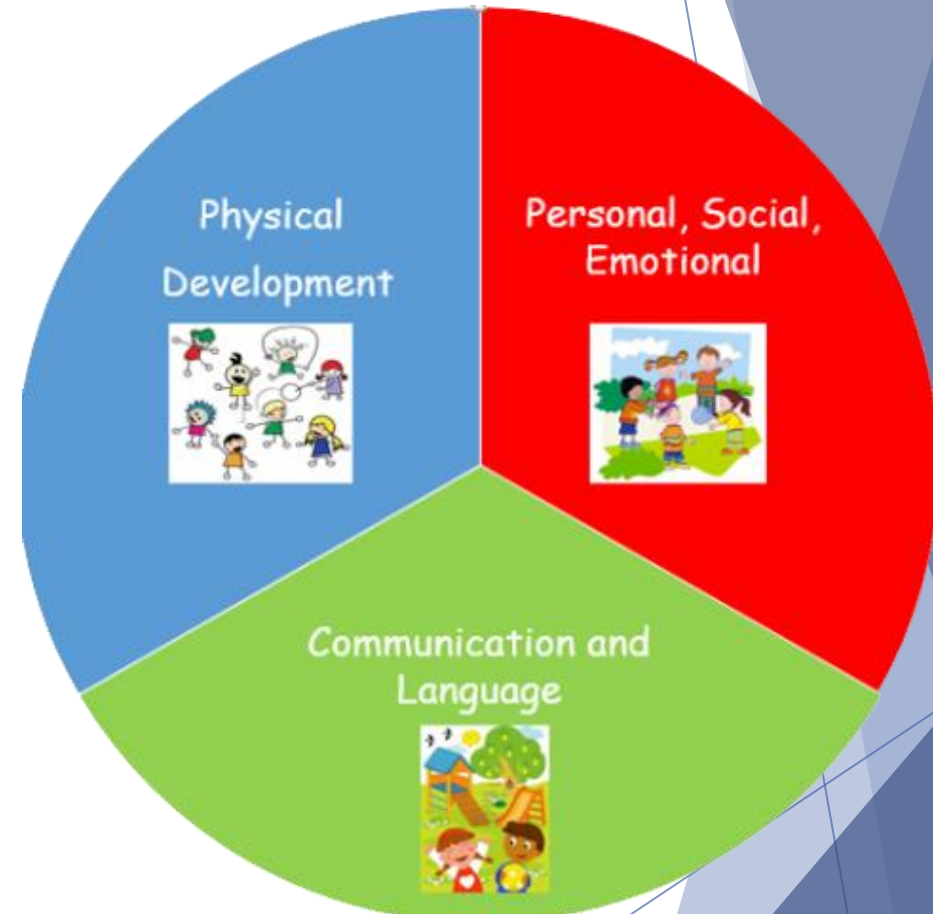 Physical
Development
Personal, Social,
Emotional
Communication and
Language